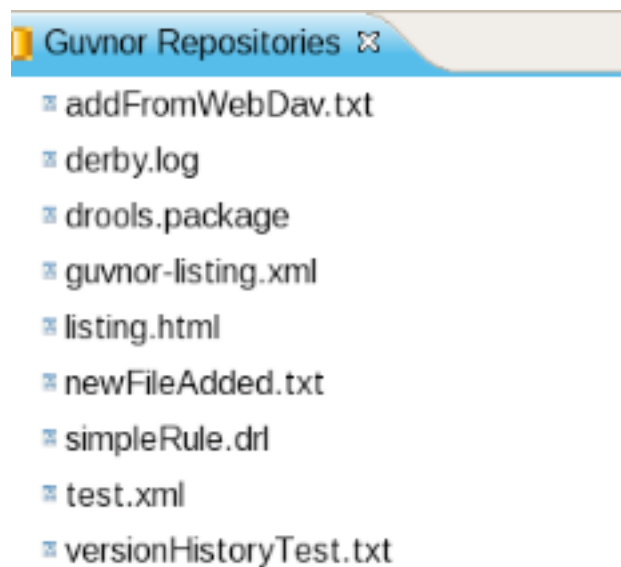 Guvnor Repositories
addFromWebDav.txt
derby.log
drools.package
guvnor-listing.xml
listing.html
newFileAdded.txt
simpleRule.drl
test.xml
versionHistoryTest.txt